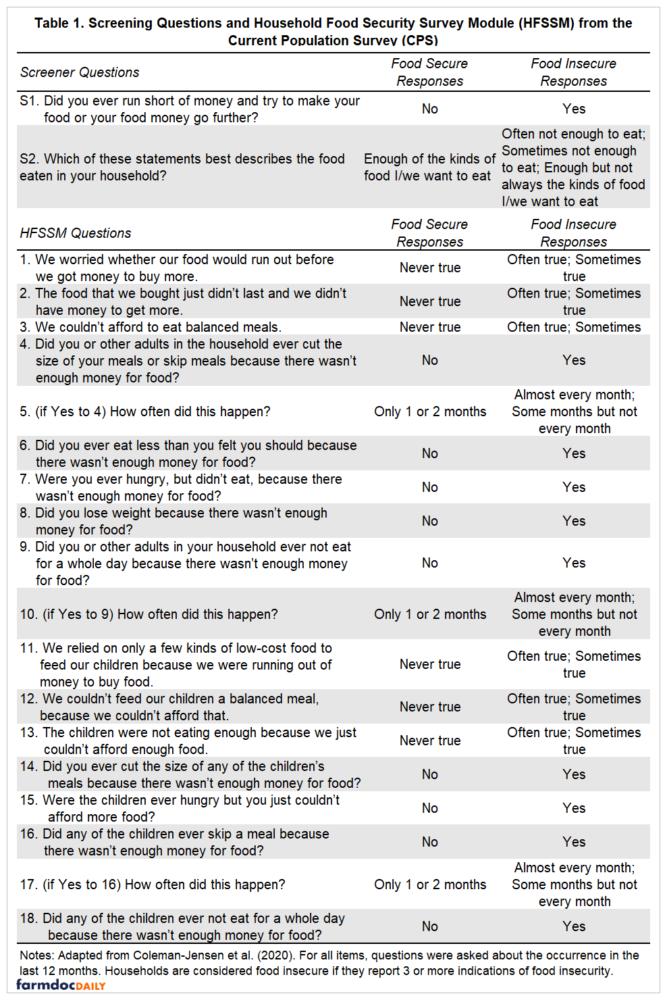 Table 1. Screening Questions and Household Food Security Survey Module (HFSSM) from the
Current Population Survey (CPS)
Screener Questions
Food Secure
Responses
Food Insecure
Responses
S1. Did you ever run short of money and try to make your
food or your food money go further?
No
Yes
S2. Which of these statements best describes the food
eaten in your household?
Enough of the kinds of
food I/we want to eat
Often not enough to eat;
Sometimes not enough
to eat; Enough but not
always the kinds of food
I/we want to eat
HFSSM Questions
Food Secure
Responses
Food Insecure
Responses
1. We worried whether our food would run out before
we got money to buy more.
Never true
Often true; Sometimes
true
2. The food that we bought just didn't last and we didn't
have money to get more.
Never true
Often true; Sometimes
true
3. We couldn't afford to eat balanced meals.
Never true
Often true; Sometimes
4. Did you or other adults in the household ever cut the
size of your meals or skip meals because there wasn't
enough money for food?
No
Yes
5. (if Yes to 4) How often did this happen?
Only 1 or 2 months
Almost every month;
Some months but not
every month
6. Did you ever eat less than you felt you should because
there wasn't enough money for food?
No
Yes
7. Were you ever hungry, but didn't eat, because there
wasn't enough money for food?
No
Yes
8. Did you lose weight because there wasn't enough
money for food?
No
Yes
9. Did you or other adults in your household ever not eat
for a whole day because there wasn't enough money
for food?
No
Yes
10. (if Yes to 9) How often did this happen?
Only 1 or 2 months
Almost every month;
Some months but not
every month
11. We relied on only a few kinds of low-cost food to
feed our children because we were running out of
money to buy food.
Never true
Often true; Sometimes
true
12. We couldn't feed our children a balanced meal,
because we couldn't afford that.
Never true
Often true; Sometimes
true
13. The children were not eating enough because we just
couldn't afford enough food.
Never true
Often true; Sometimes
true
14. Did you ever cut the size of any of the children's
meals because there wasn't enough money for food?
No
Yes
15. Were the children ever hungry but you just couldn't
afford more food?
No
Yes
16. Did any of the children ever skip a meal because
there wasn't enough money for food?
No
Yes
17. (if Yes to 16) How often did this happen?
Only 1 or 2 months
Almost every month;
Some months but not
every month
18. Did any of the children ever not eat for a whole day
because there wasn't enough money for food?
No
Yes
Notes: Adapted from Coleman-Jensen et al. (2020). For all items, questions were asked about the occurrence in the
last 12 months. Households are considered food insecure if they report 3 or more indications of food insecurity.
farmdocDAILY